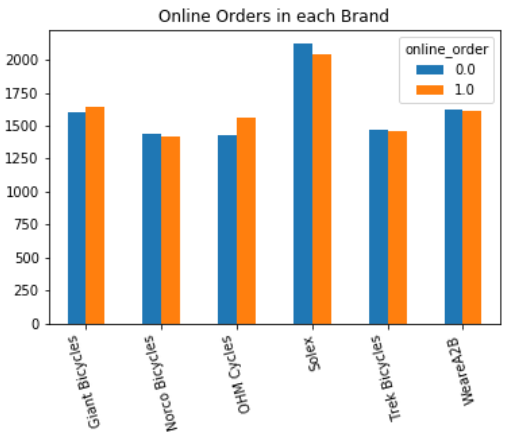 Online Orders in each Brand
online_order
0.0
1.0
2000
1750
1500
1250
1000
750
500
250
0
Giant Bicycles
Norco Bicycles
OHM Cycles
Solex
Trek Bicycles
WeareA2B